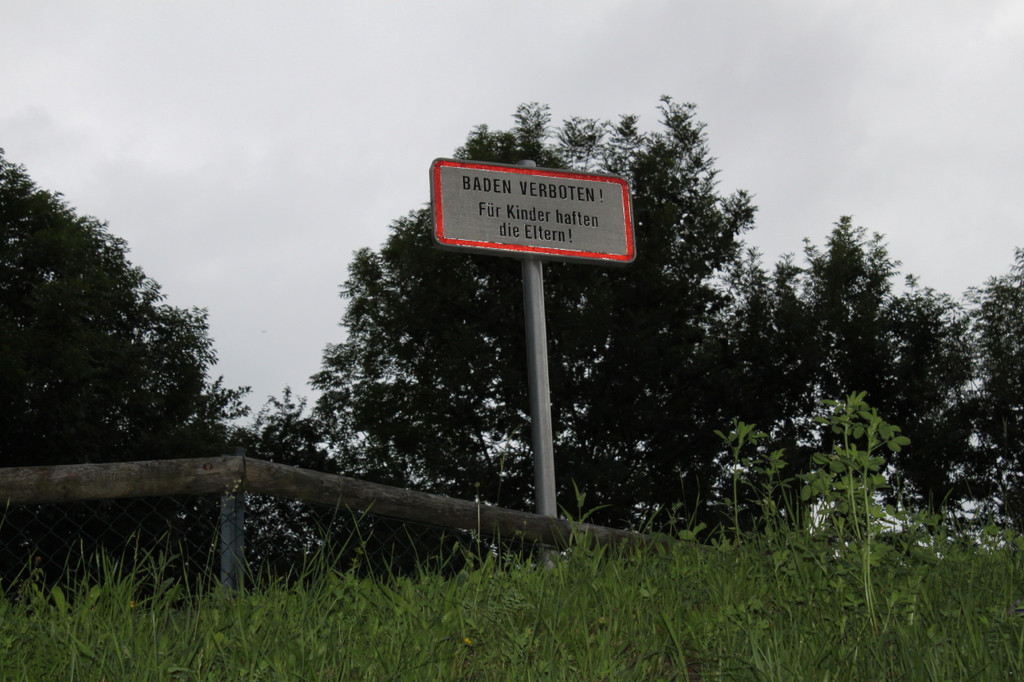 BADEN VERBOTEN!
Für Kinder haften
die Eltern!